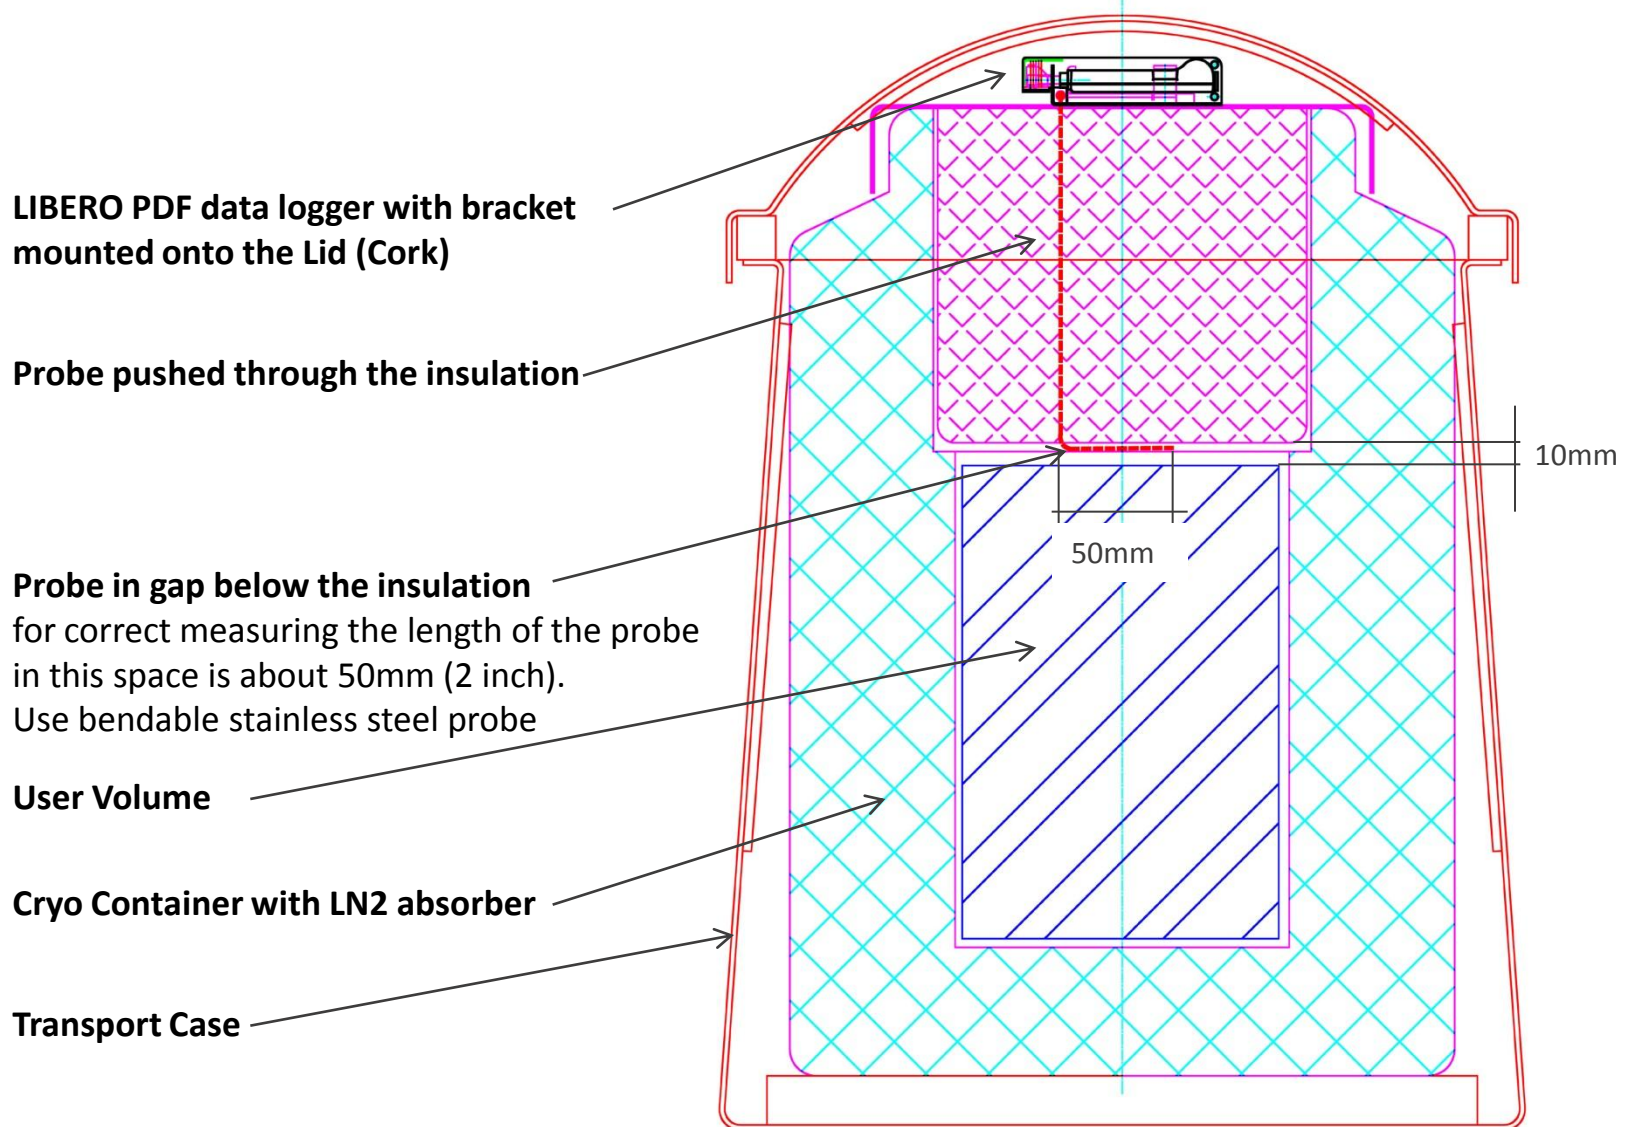 LIBERO PDF data logger with bracket
mounted onto the Lid (Cork)
Probe pushed through the insulation
10mm
50mm
Probe in gap below the insulation
for correct measuring the length of the probe
in this space is about 50mm (2 inch).
Use bendable stainless steel probe
User Volume
Cryo Container with LN2 absorber
Transport Case